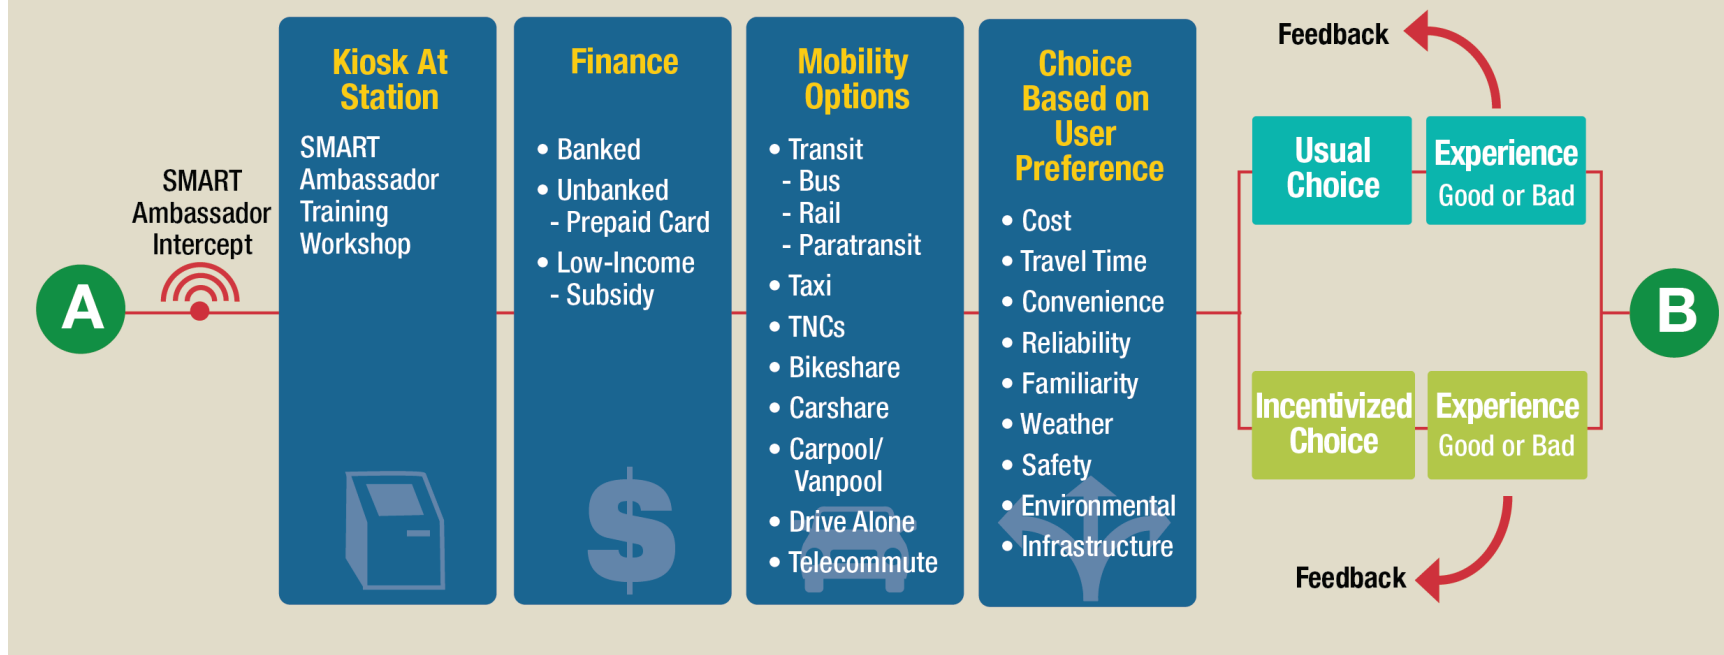 A
SMART
Ambassador
Intercept
Kiosk At
Station
SMART
Ambassador
Training
Workshop
Finance
• Banked
• Unbanked
- Prepaid Card
• Low-Income
- Subsidy
Mobility
Options
• Transit
- Bus
- Rail
- Paratransit
• Taxi
• TNCs
• Bikeshare
• Carshare
• Carpool/
Vanpool
• Drive Alone
• Telecommute
Choice
Based on
User
Preference
• Cost
• Travel Time
• Convenience
• Reliability
• Familiarity
• Weather
• Safety
• Environmental
• Infrastructure
Feedback
Usual
Choice
Experience
Good or Bad
Incentivized
Choice
Experience
Good or Bad
Feedback
B